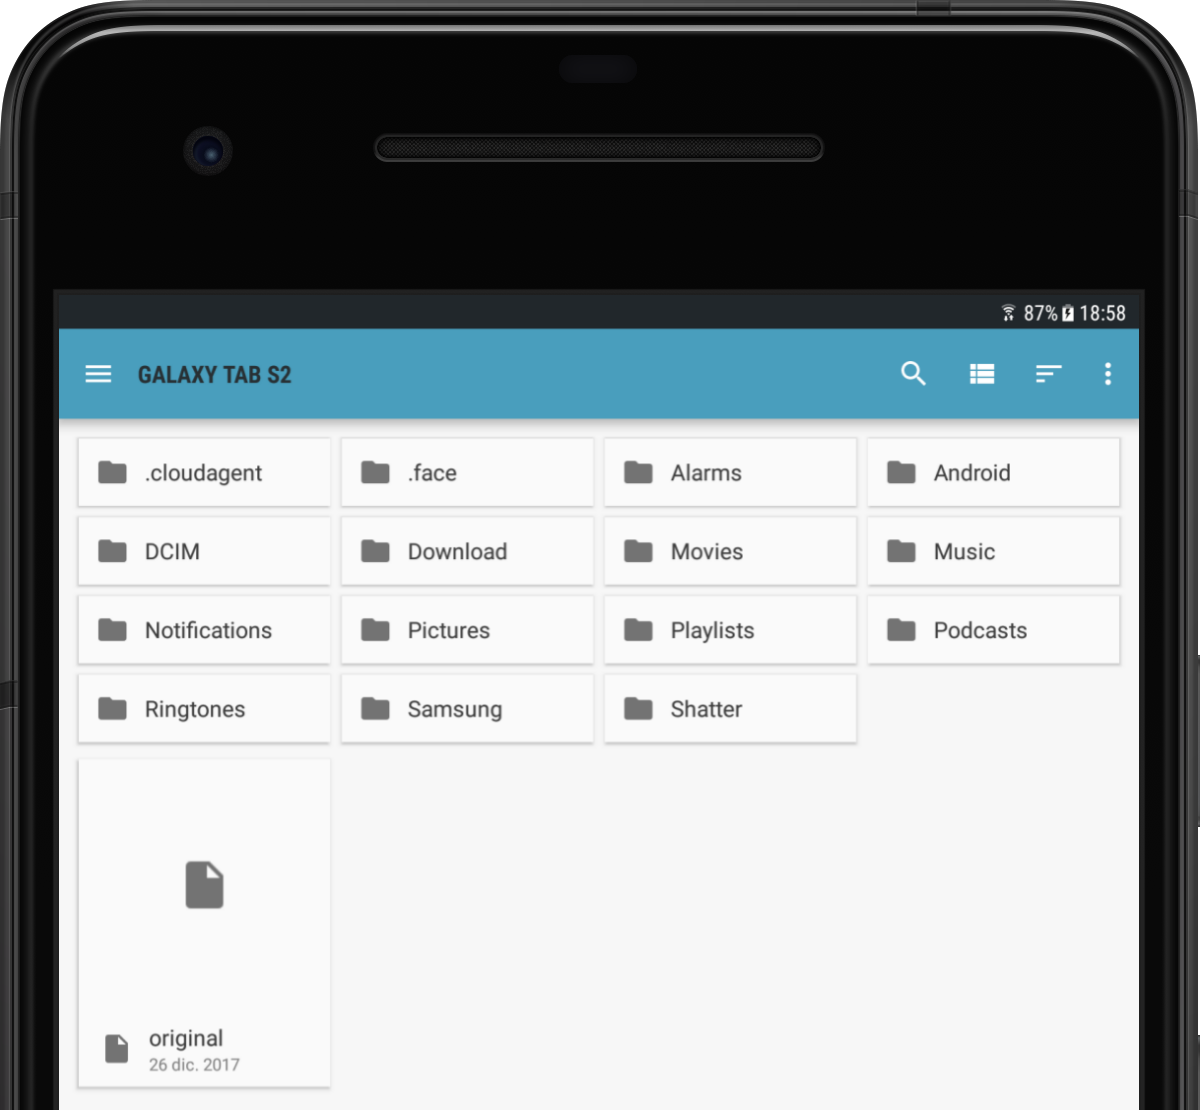 87% 18:58
GALAXY TAB S2
.cloudagent .face Alarms Android
DCIM Download Movies Music
Notifications Pictures Playlists Podcasts
Ringtones Samsung Shatter
original
26 dic. 2017